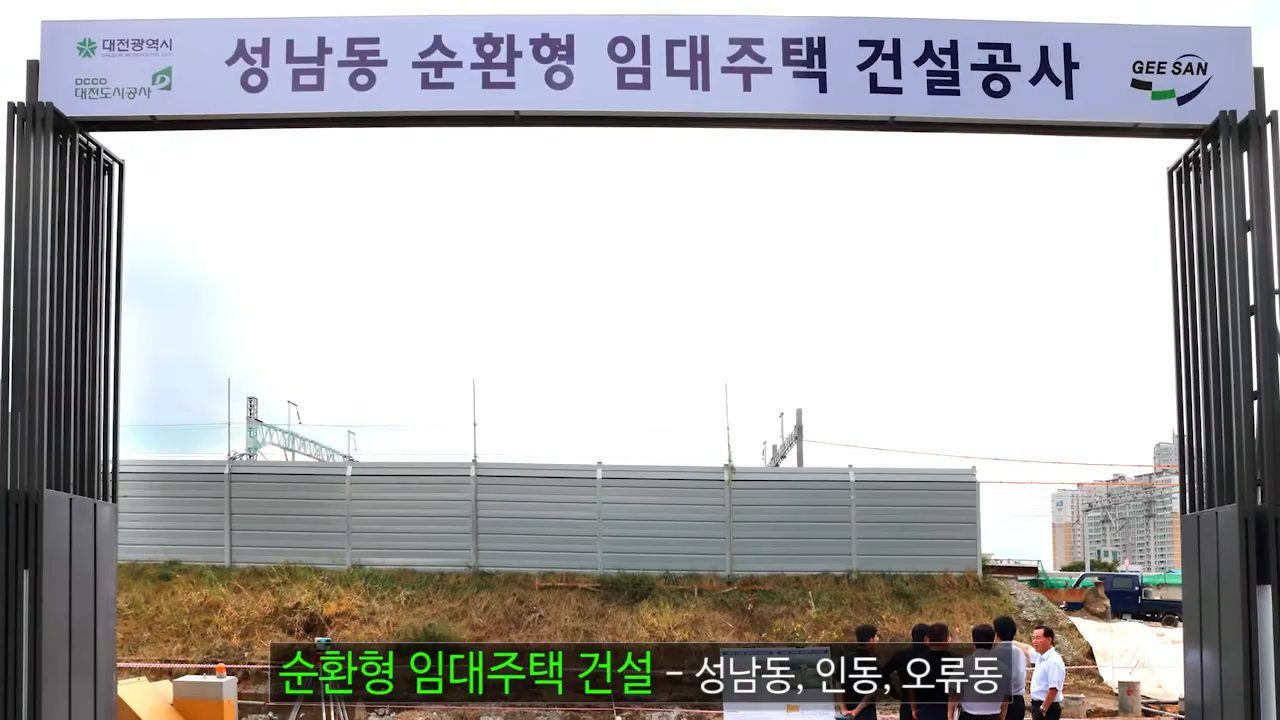 대전광역시
DCCO
대전도시공사
성남동 순환형 임대주택 건설공사
GEE SAN
순환형 임대주택 건설 - 성남동, 인동, 오류동